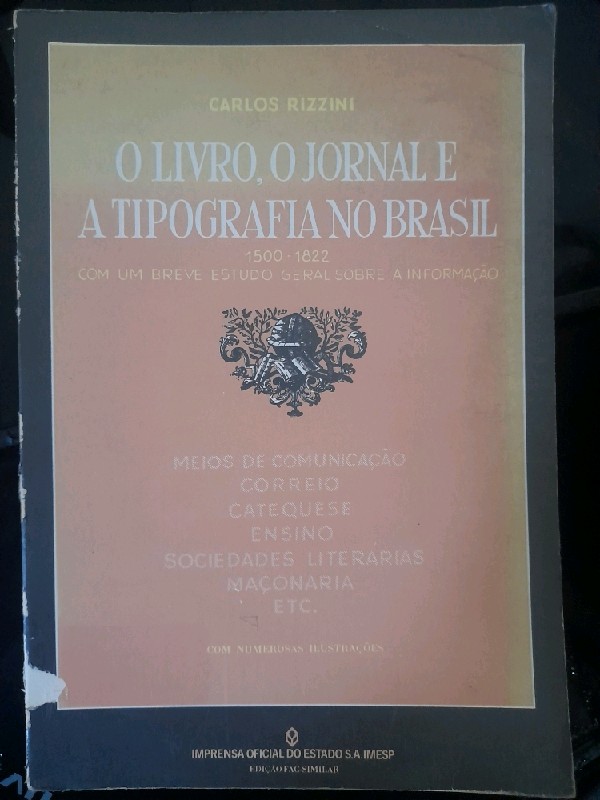 CARLOS RIZZINI
O LIVRO, O JORNAL E
A TIPOGRAFIA NO BRASIL
1500 - 1822
COM UM BREVE ESTUDO GERAL SOBRE A INFORMAÇÃO
MEIOS DE COMUNICAÇÃO
CORREIO
CATEQUESE
ENSINO
SOCIEDADES LITERÁRIAS
MAÇONARIA
ETC.
COM NUMEROSAS ILUSTRAÇÕES
IMPRENSA OFICIAL DO ESTADO S.A. IMESP
EDIÇÃO FAC-SIMILAR